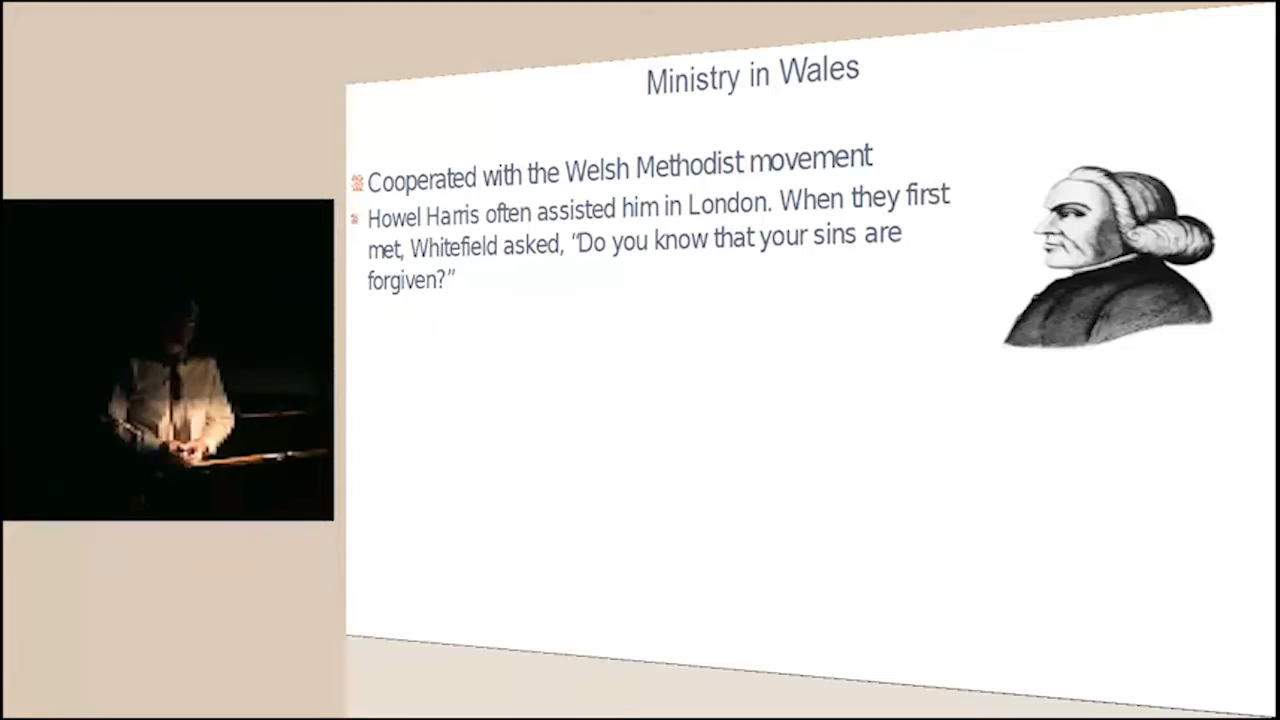 Ministry in Wales
Cooperated with the Welsh Methodist movement
Howel Harris often assisted him in London. When they first
met, Whitefield asked, “Do you know that your sins are
forgiven?”